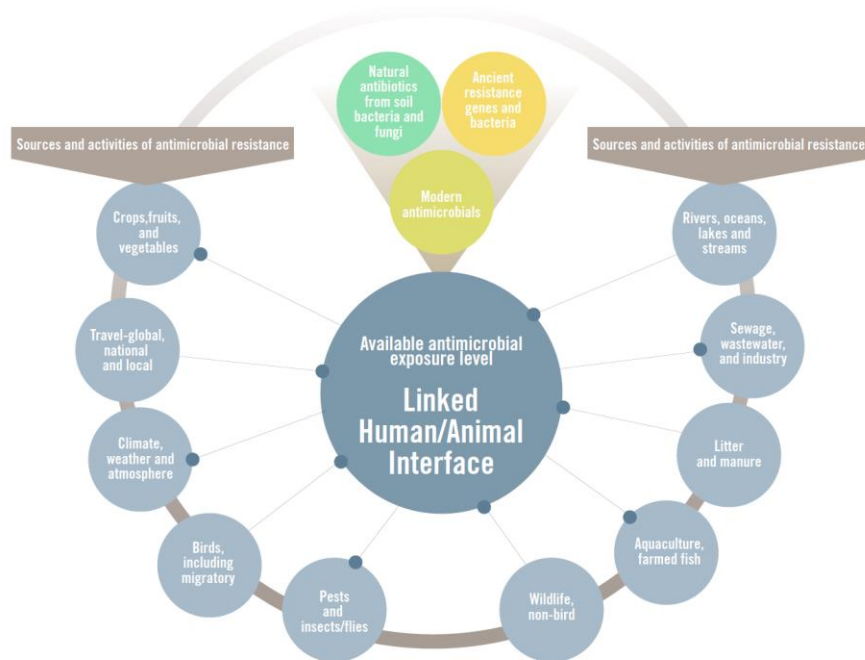 Natural
antibiotics
from soil
bacteria and
fungi
Ancient
resistance
genes and
bacteria
Modern
antimicrobials
Sources and activities of antimicrobial resistance
Sources and activities of antimicrobial resistance
Crops,fruits,
and
vegetables
Travel-global,
national
and local
Climate,
weather and
atmosphere
Birds,
including
migratory
Pests
and
insects/flies
Available antimicrobial
exposure level
Linked
Human/Animal
Interface
Rivers, oceans,
lakes and
streams
Sewage,
wastewater,
and industry
Litter
and manure
Aquaculture,
farmed fish
Wildlife,
non-bird